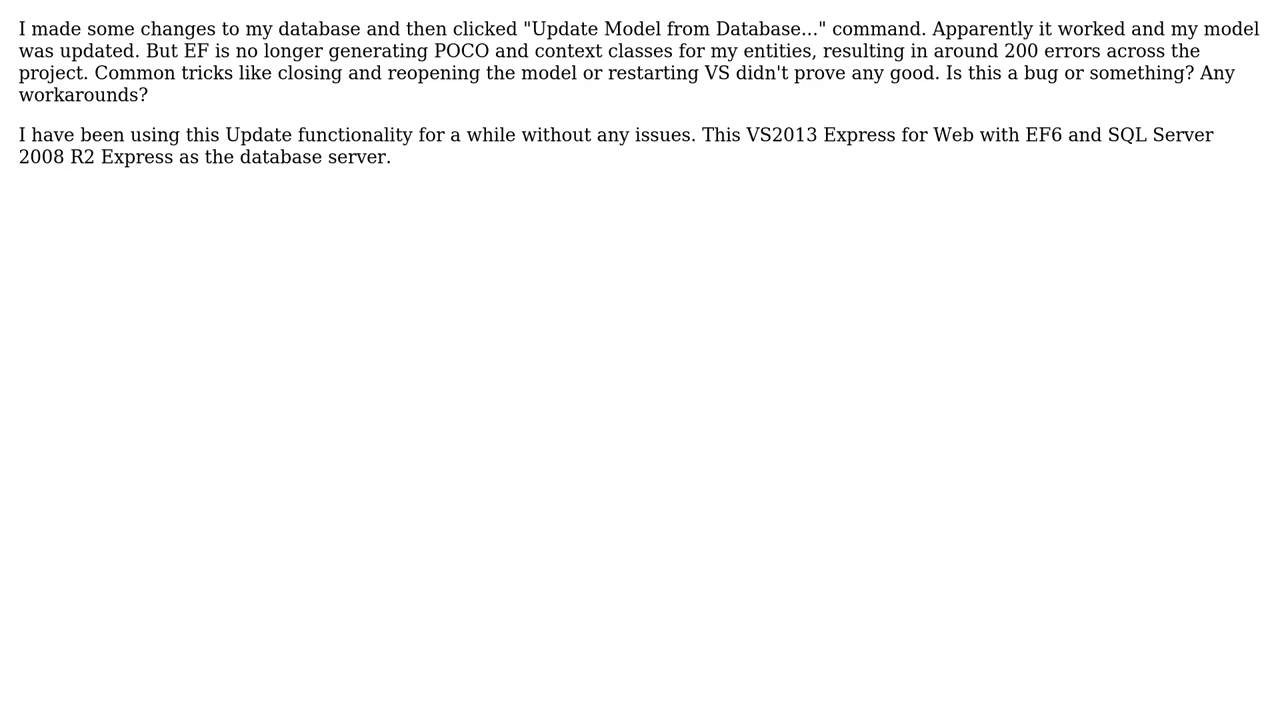 I made some changes to my database and then clicked "Update Model from Database..." command. Apparently it worked and my model
was updated. But EF is no longer generating POCO and context classes for my entities, resulting in around 200 errors across the
project. Common tricks like closing and reopening the model or restarting VS didn't prove any good. Is this a bug or something? Any
workarounds?
I have been using this Update functionality for a while without any issues. This VS2013 Express for Web with EF6 and SQL Server
2008 R2 Express as the database server.